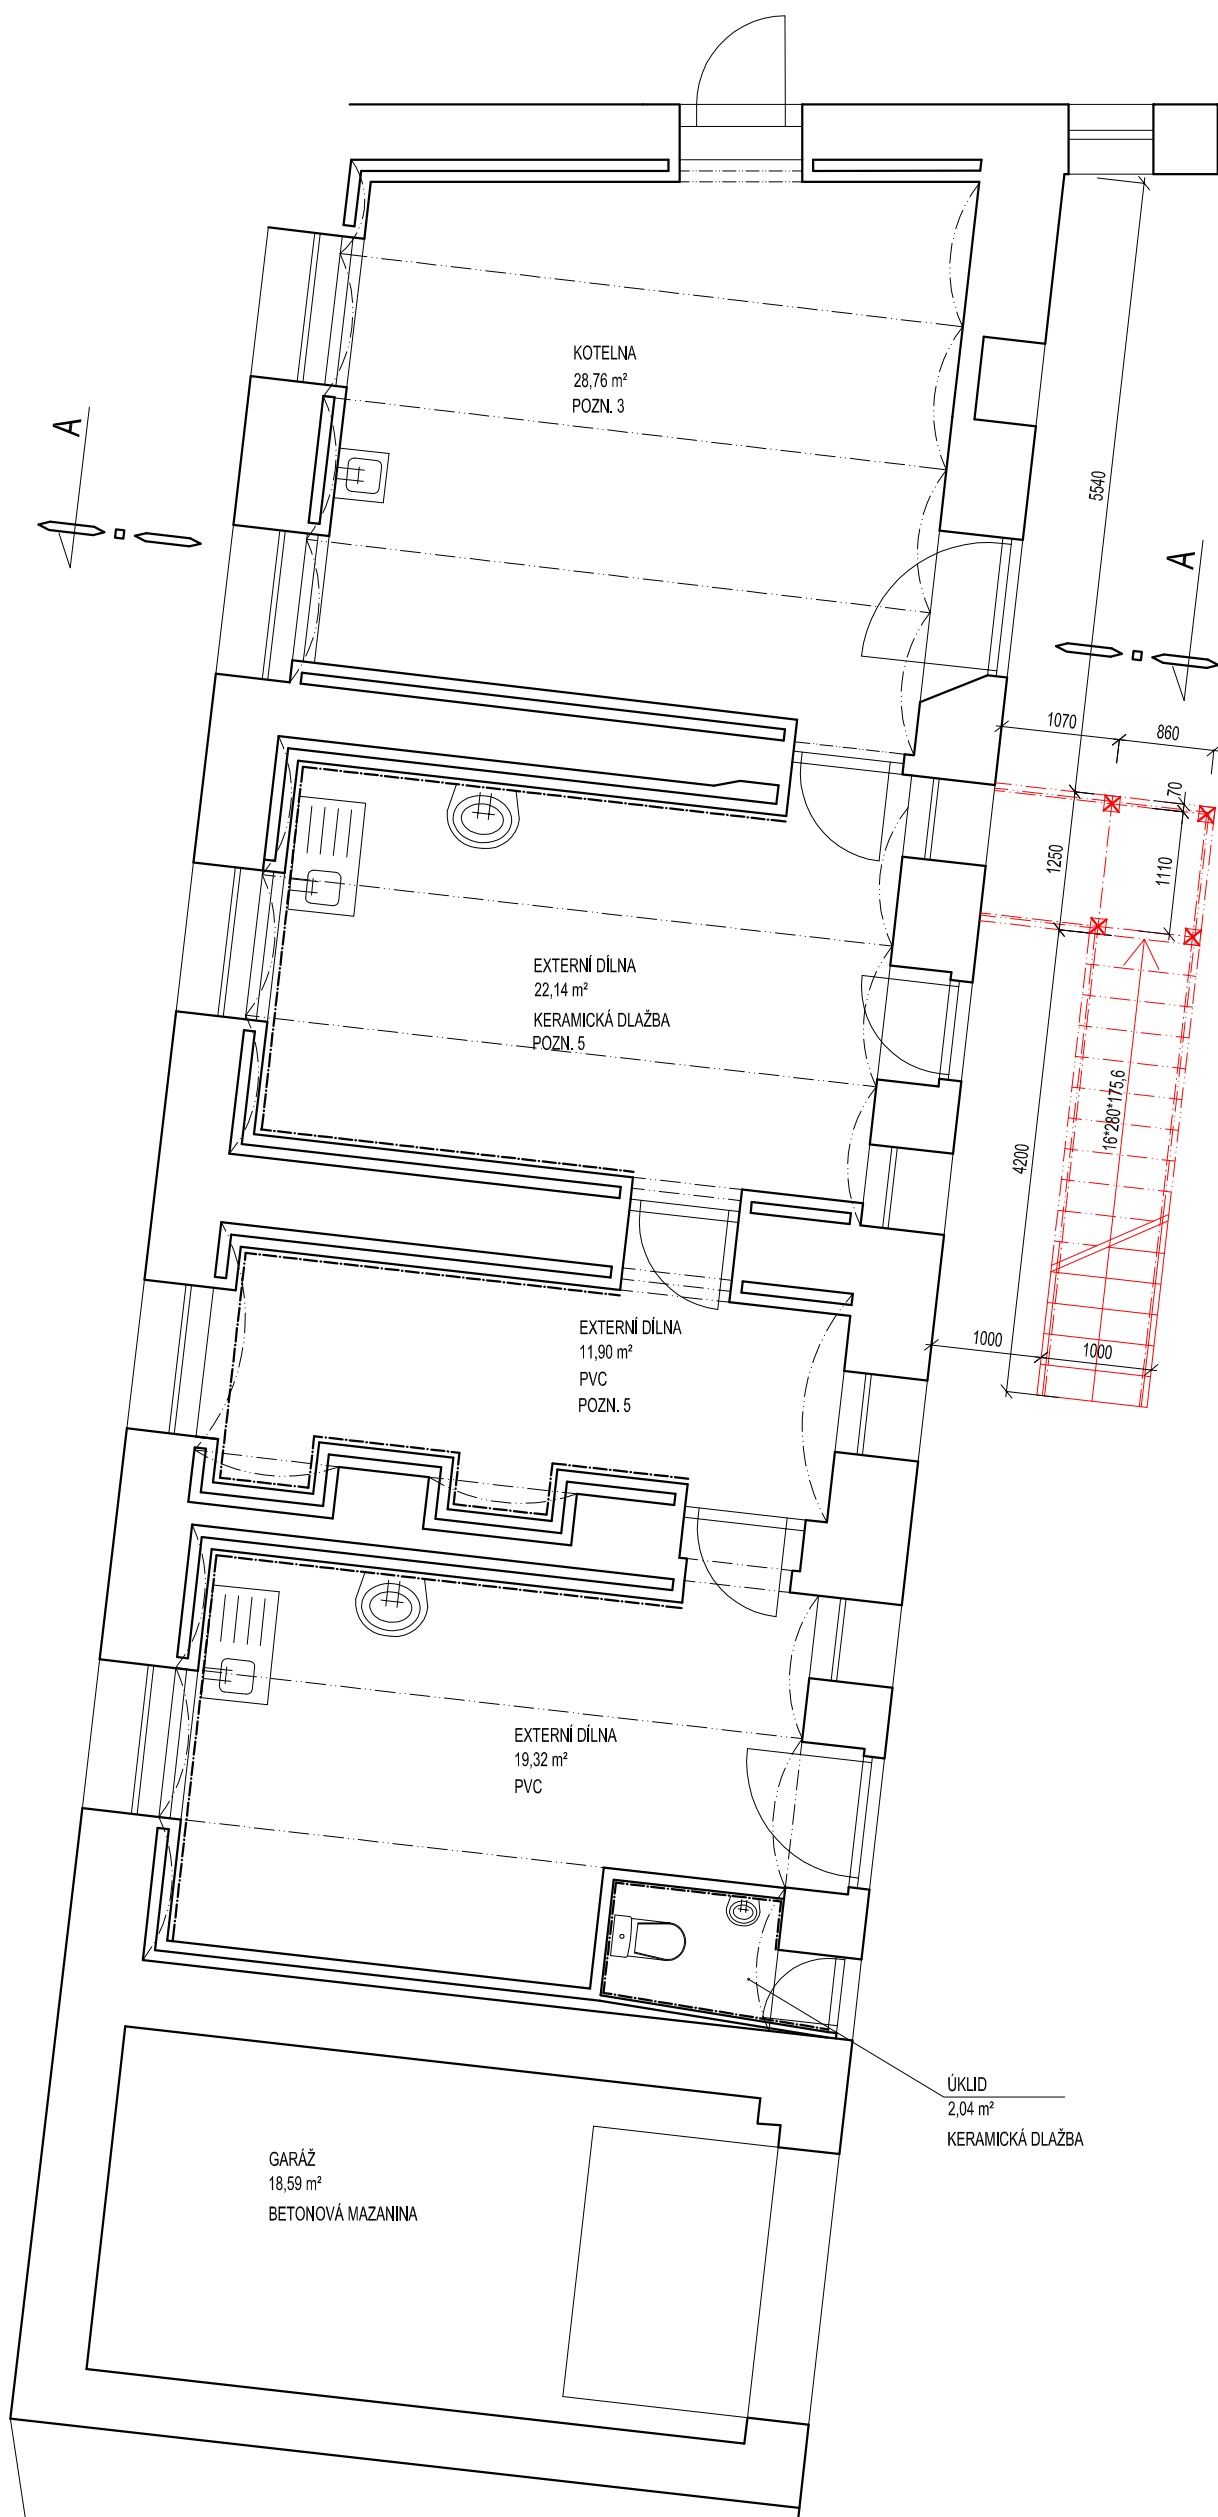 KOTELNA
28,76 m²
POZN. 3
A
A
5540
1070
860
70
1250
1110
EXTERNÍ DÍLNA
22,14 m²
KERAMICKÁ DLAŽBA
POZN. 5
16*280*175,6
4200
1000
1000
EXTERNÍ DÍLNA
11,90 m²
PVC
POZN. 5
EXTERNÍ DÍLNA
19,32 m²
PVC
ÚKLID
2,04 m²
KERAMICKÁ DLAŽBA
GARÁŽ
18,59 m²
BETONOVÁ MAZANINA